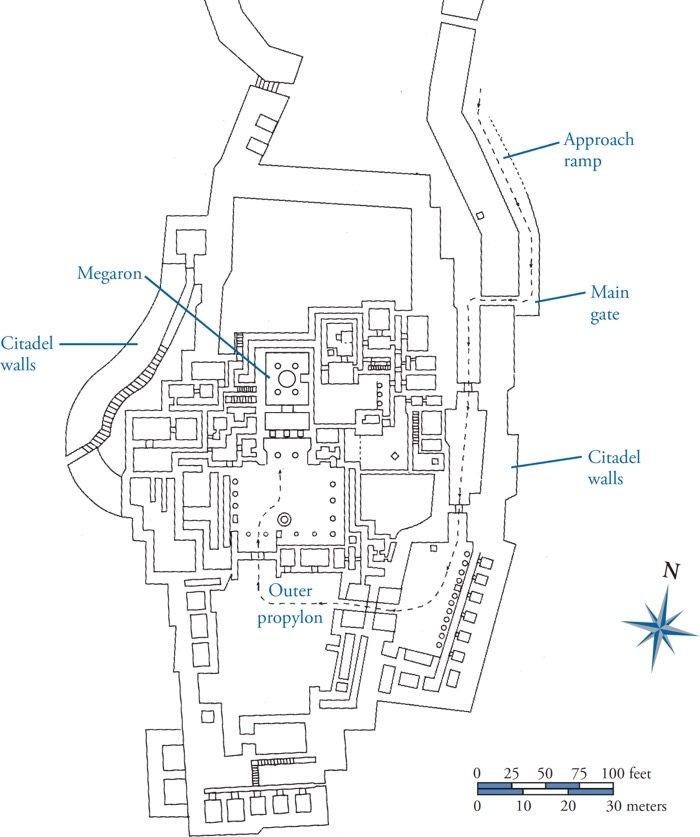 Approach
ramp
Megaron
Main
gate
Citadel
walls
Citadel
walls
N
Outer
propylon
0 25 50 75 100 feet
0 10 20 30 meters